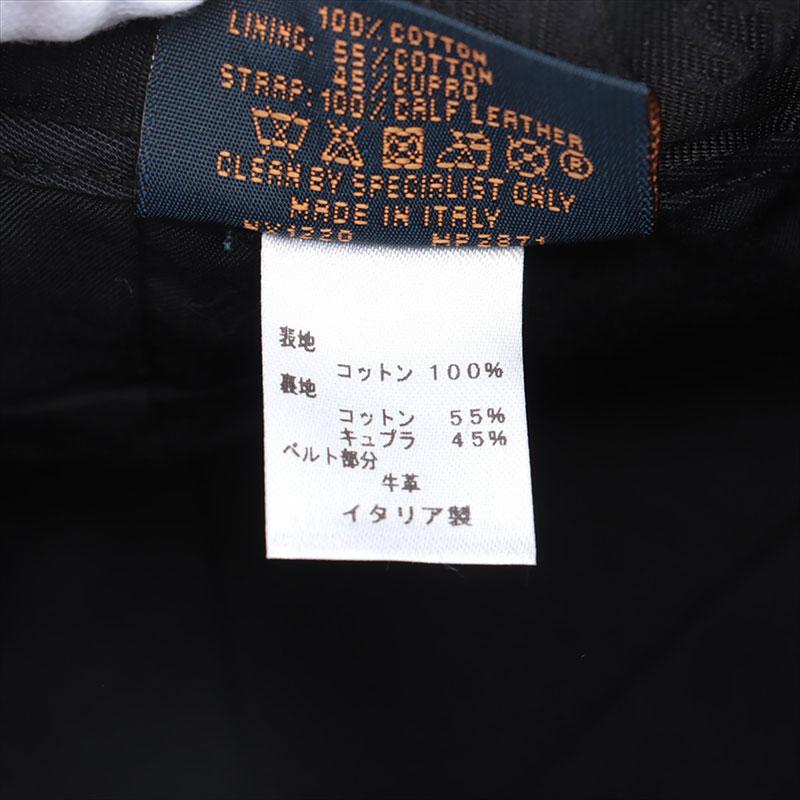 100% COTTON
LINING: 55% COTTON
45% CUPRO
STRAP: 100% CALF LEATHER
®
CLEAN BY SPECIALIST ONLY
MADE IN ITALY
MP2871
表地
コットン 100%
裏地
コットン 55%
キュプラ 45%
ベルト部分
牛革
イタリア製